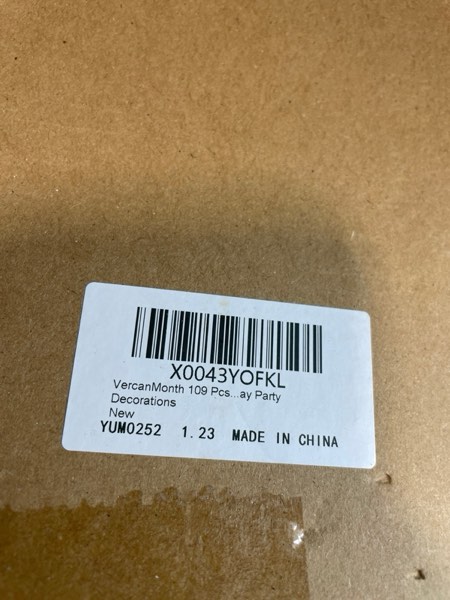 X0043YOFKL
VercanMonth 109 Pcs...ay Party
Decorations
New
YUM0252 1.23 MADE IN CHINA